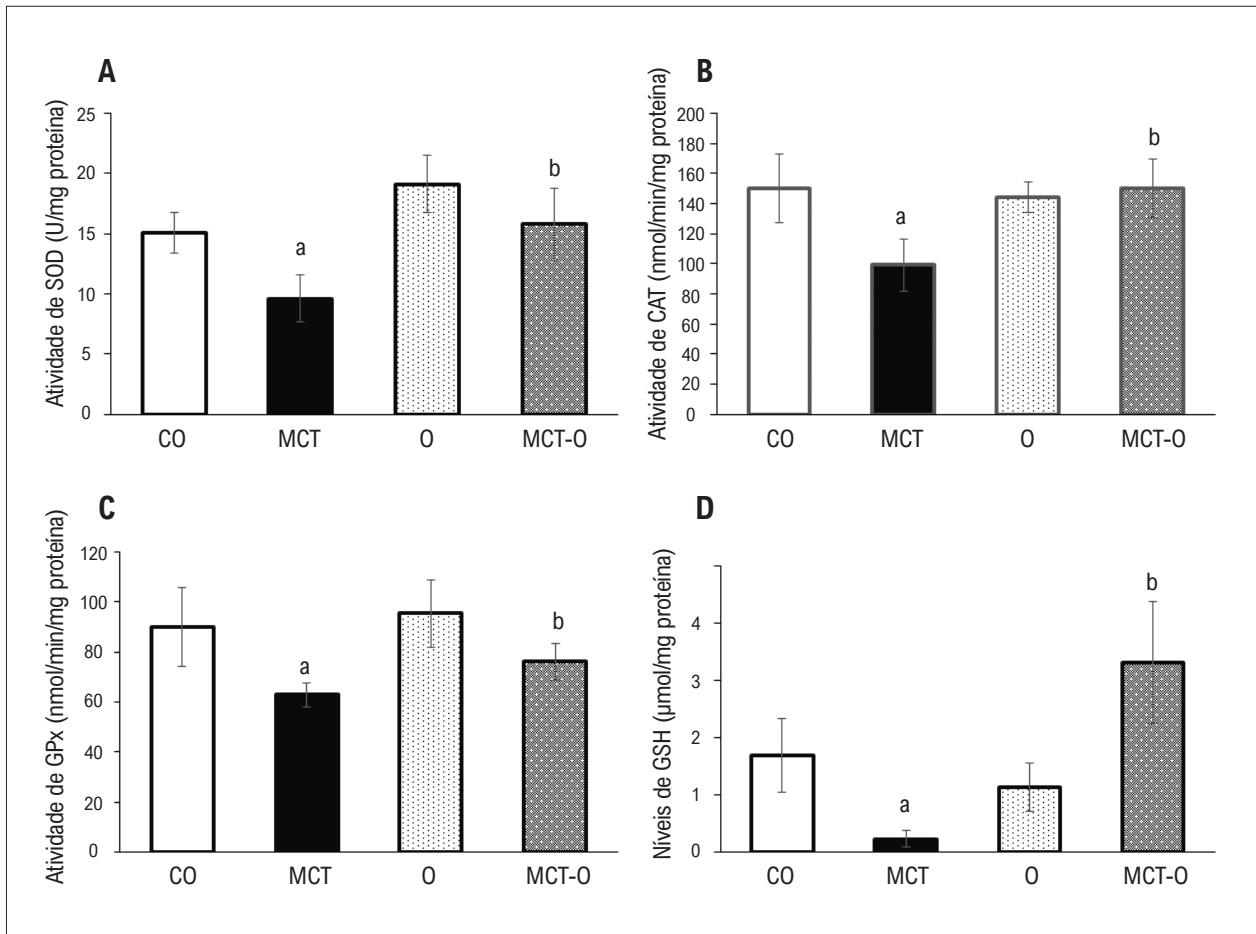 A
Atividade de SOD (U/mg proteína)
25
20
15
10
5
0
a
b
CO MCT O MCT-O
B
Atividade de CAT (nmol/min/mg proteína)
200
180
160
140
120
100
80
60
40
20
0
a
b
CO MCT O MCT-O
C
Atividade de GPx (nmol/min/mg proteína)
120
100
80
60
40
20
0
a
b
CO MCT O MCT-O
D
Níveis de GSH (µmol/mg proteína)
4
3
2
1
0
a
b
CO MCT O MCT-O